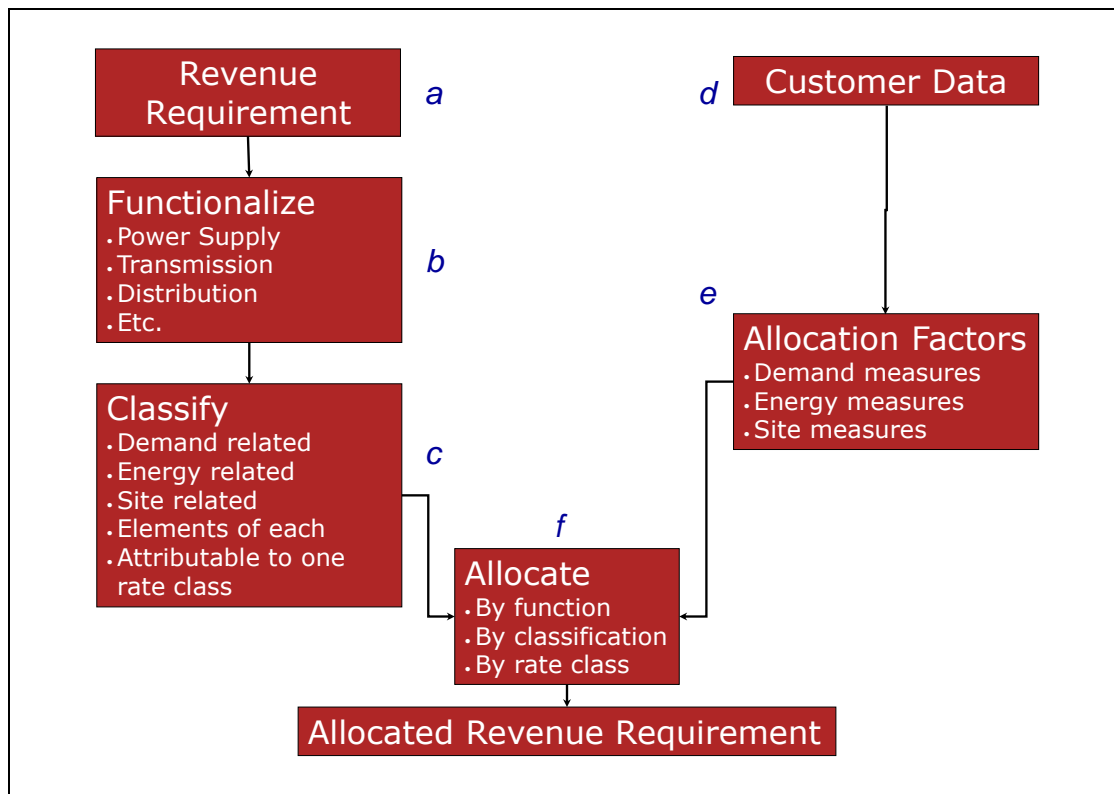 Revenue
Requirement
a
Functionalize
• Power Supply
• Transmission
• Distribution
• Etc.
b
Classify
• Demand related
• Energy related
• Site related
• Elements of each
• Attributable to one
rate class
c
d
Customer Data
e
Allocation Factors
• Demand measures
• Energy measures
• Site measures
f
Allocate
• By function
• By classification
• By rate class
Allocated Revenue Requirement